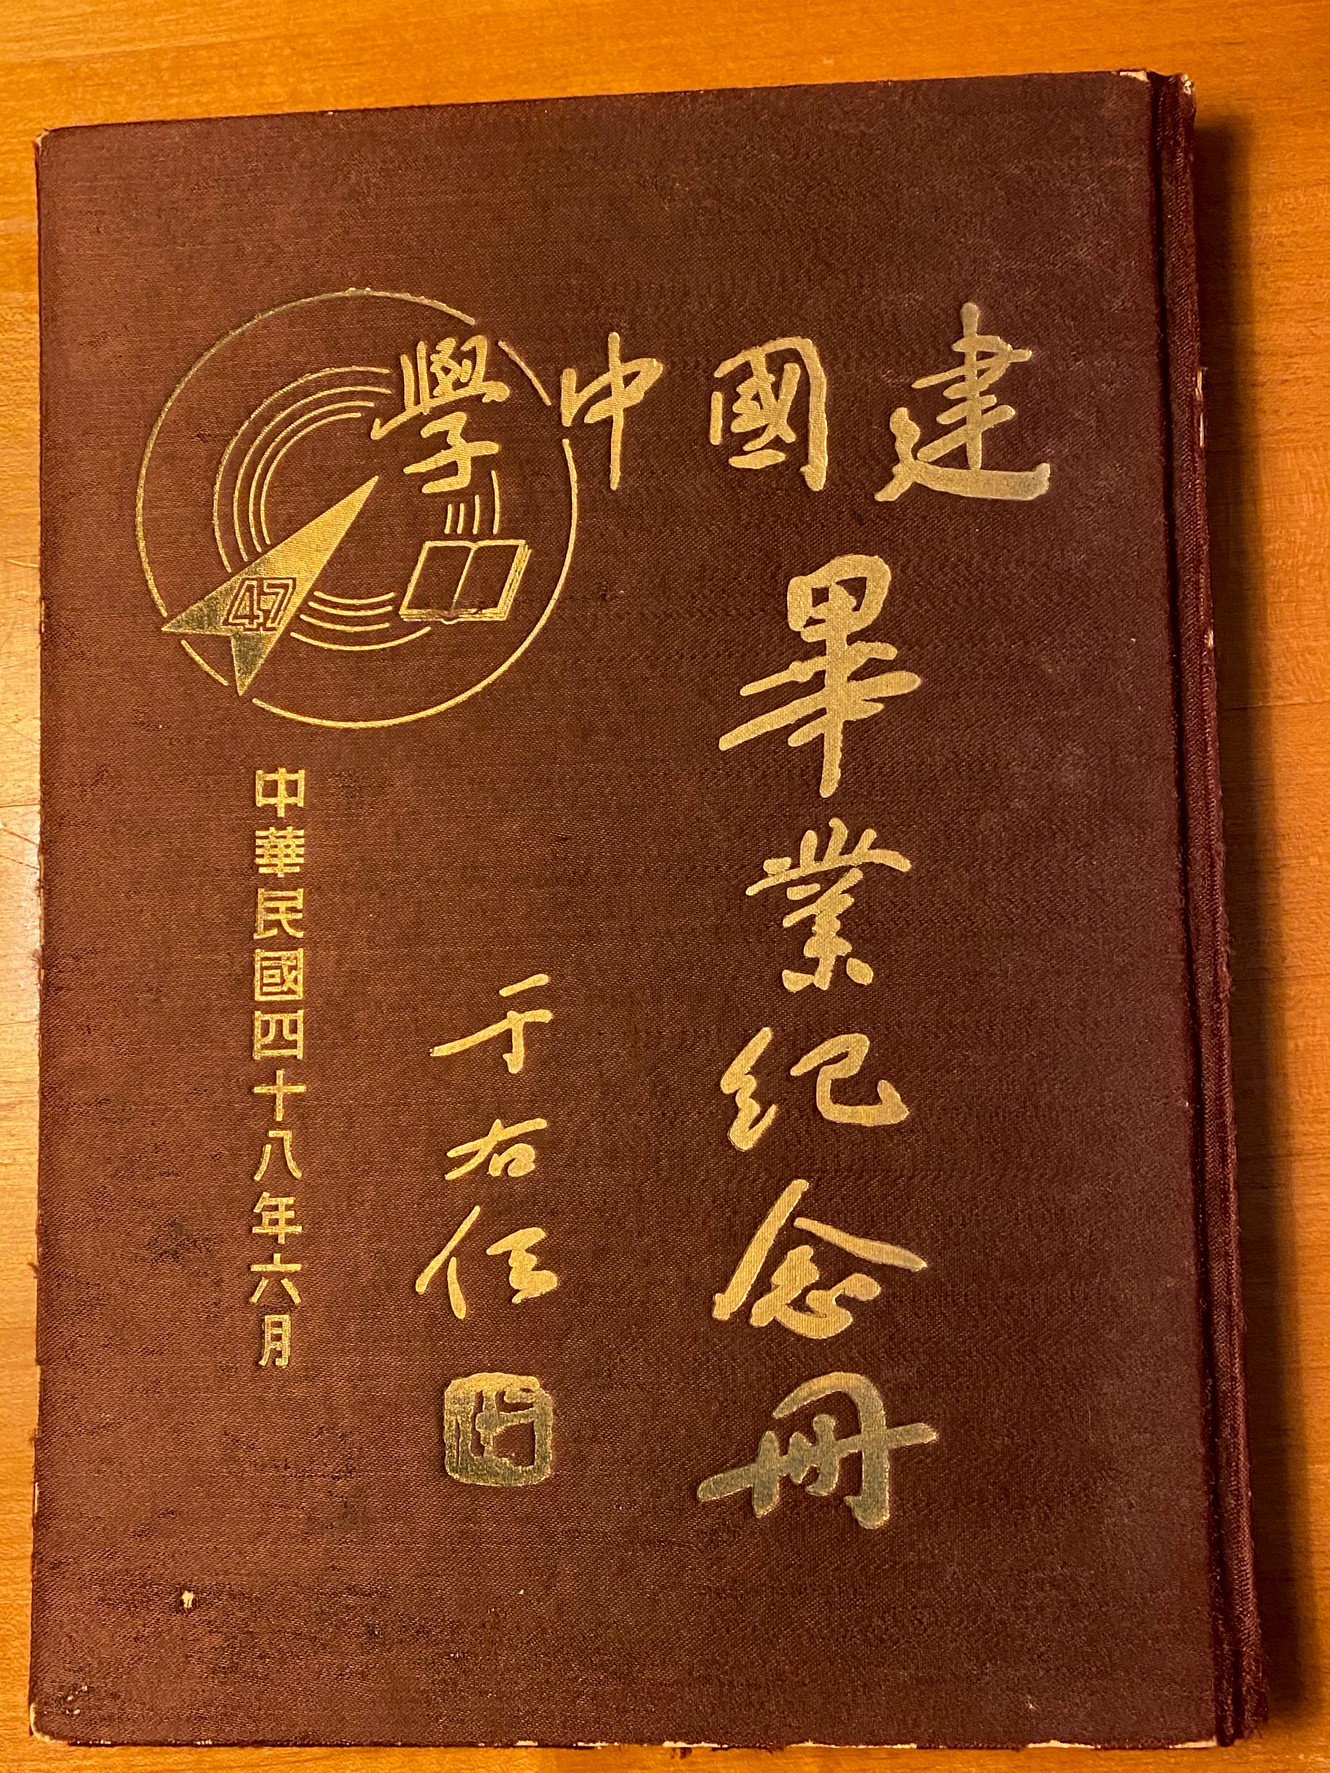 建國中學
畢業紀念冊
于右任
47
中華民國四十八年六月